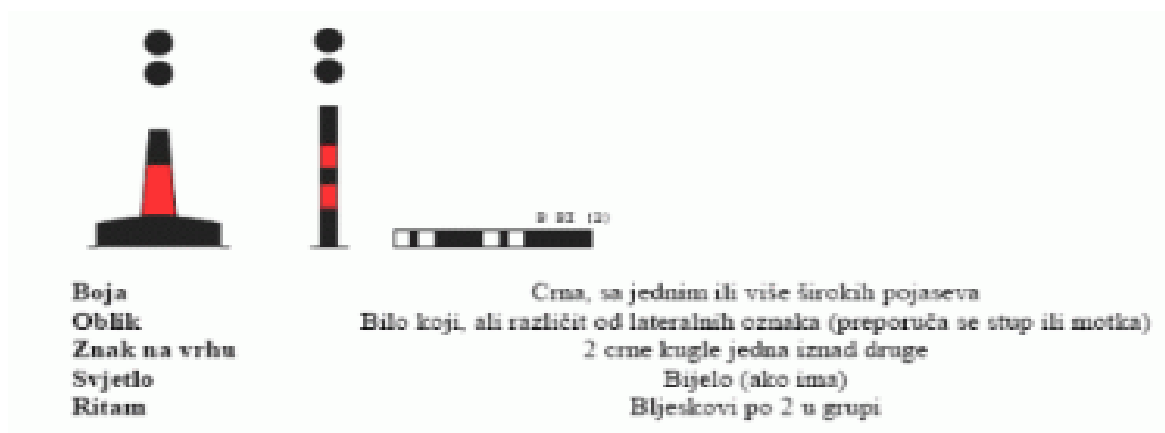 B Bl (2)
Boja Crna, sa jednim ili više širokih pojaseva
Oblik Bilo koji, ali različit od lateralnih oznaka (preporuča se stup ili motka)
Znak na vrhu 2 crne kugle jedna iznad druge
Svjetlo Bijelo (ako ima)
Ritam Bljeskovi po 2 u grupi